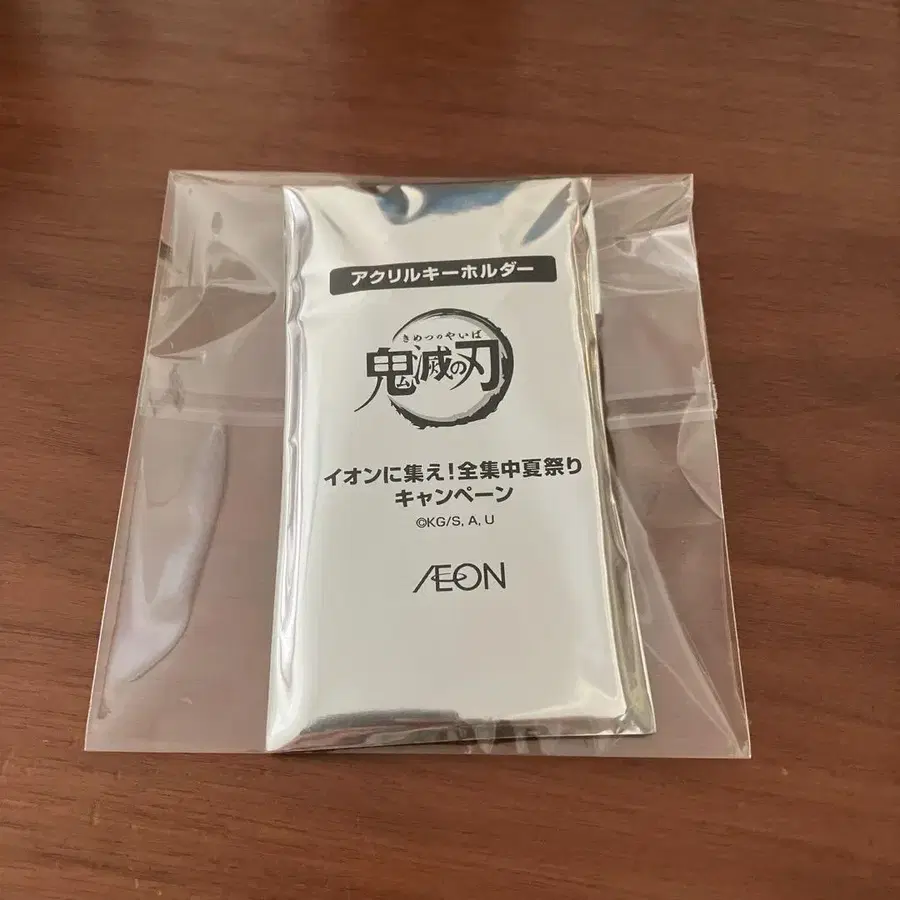 アクリルキーホルダー
きめつのやいば
鬼滅の刃
イオンに集え!全集中夏祭り
キャンペーン
©KG/S, A, U
ÆON